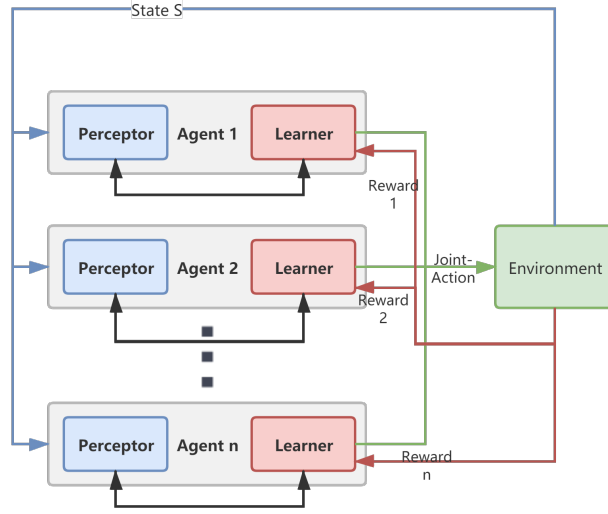 State S
Perceptor
Agent 1
Learner
Reward
1
Perceptor
Agent 2
Learner
Joint-
Action
Environment
Reward
2
Perceptor
Agent n
Learner
Reward
n